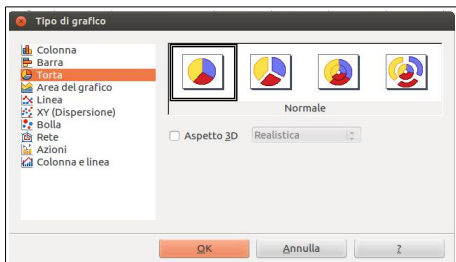 Tipo di grafico
Colonna
Barra
Torta
Area del grafico
Linea
XY (Dispersione)
Bolla
Rete
Azioni
Colonna e linea
Normale
Aspetto 3D
Realistica
OK
Annulla
?